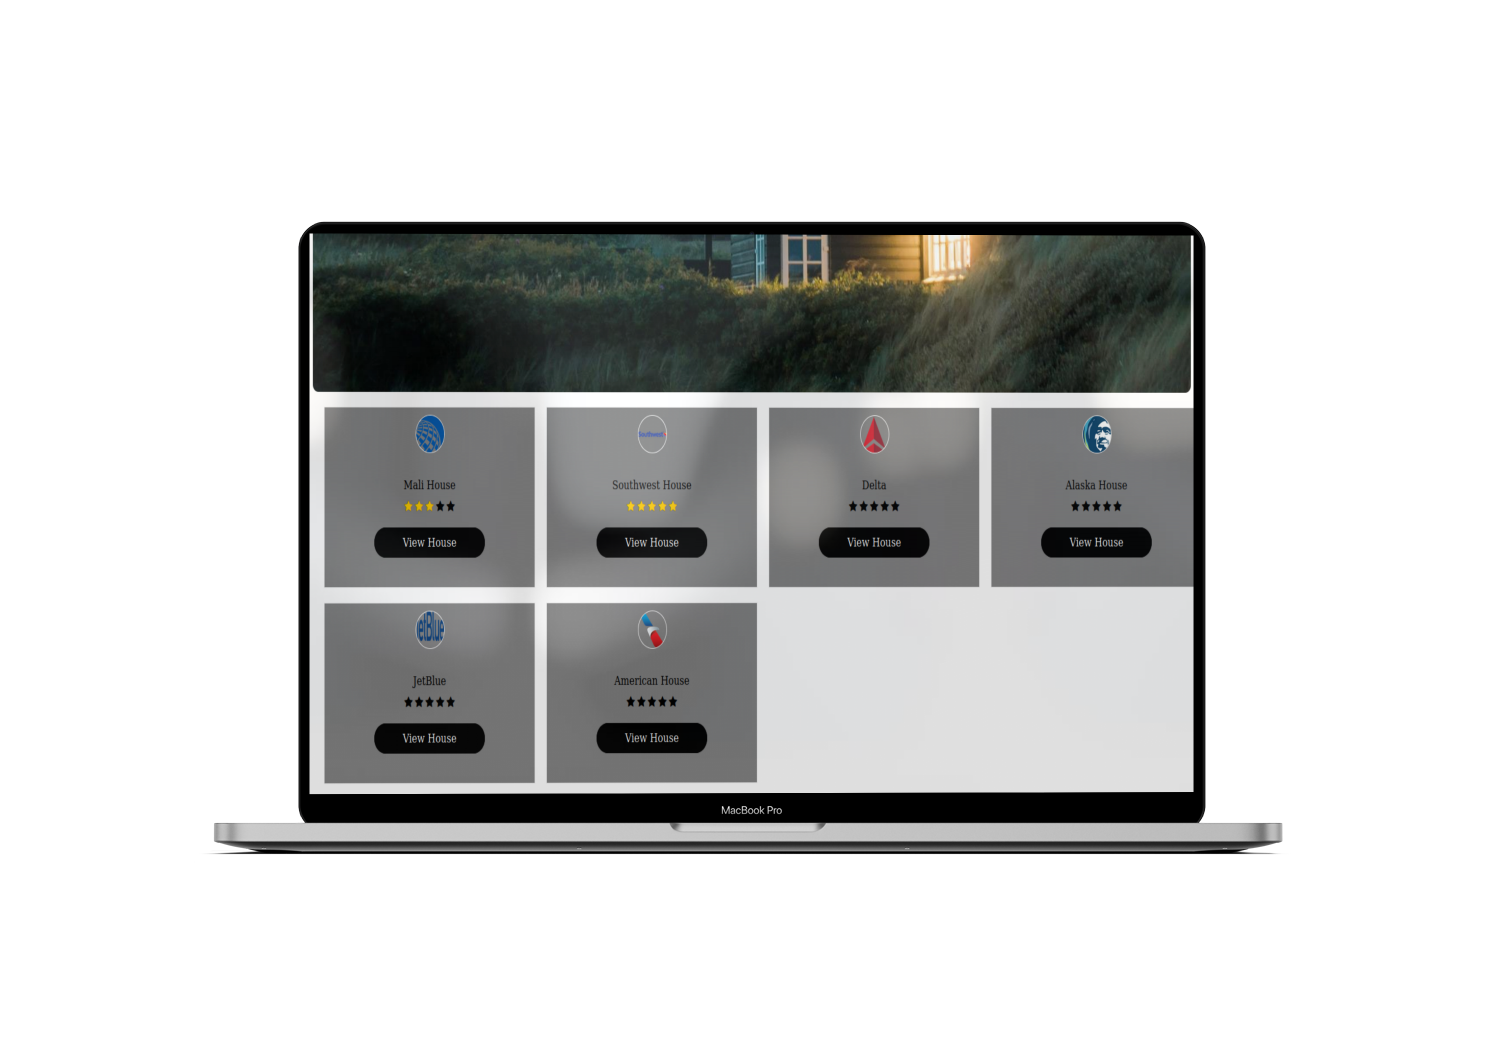 Southwest
Mali House
Southwest House
Delta
Alaska House
View House
View House
View House
View House
etBlue
JetBlue
American House
View House
View House
MacBook Pro